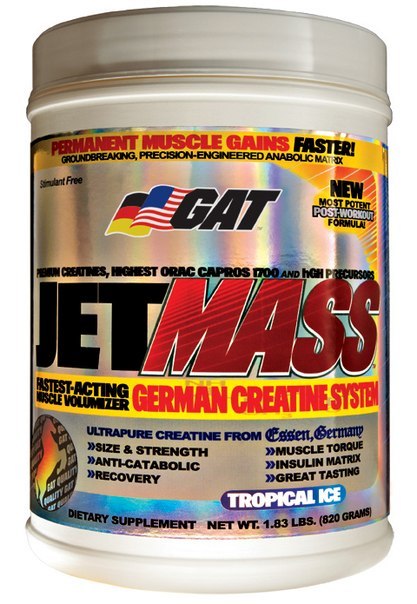 PERMANENT MUSCLE GAINS FASTER!
GROUNDBREAKING, PRECISION-ENGINEERED ANABOLIC MATRIX
Stimulant Free
GAT
NEW
MOST POTENT
POST-WORKOUT
FORMULA!
PREMIUM CREATINES, HIGHEST ORAC CAPROS 1700 AND hGH PRECURSORS
JETMASS
FASTEST-ACTING
MUSCLE VOLUMIZER
GERMAN CREATINE SYSTEM
ULTRAPURE CREATINE FROM Essen, Germany
»SIZE & STRENGTH
»ANTI-CATABOLIC
»RECOVERY
»MUSCLE TORQUE
»INSULIN MATRIX
»GREAT TASTING
GAT QUALITY
TROPICAL ICE
DIETARY SUPPLEMENT NET WT. 1.83 LBS. (820 GRAMS)